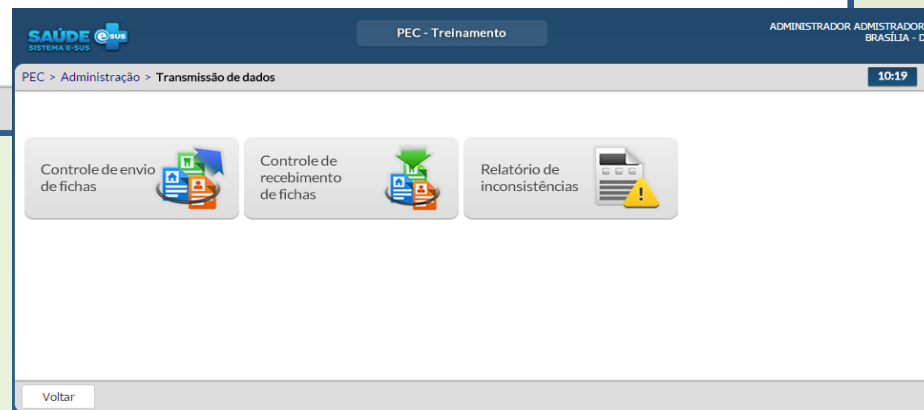 SAÚDE e-SUS
SISTEMA E-SUS
PEC - Treinamento
ADMINISTRADOR ADMISTRADOR
BRASÍLIA - D
PEC > Administração > Transmissão de dados
10:19
Controle de envio
de fichas
Controle de
recebimento
de fichas
Relatório de
inconsistências
Voltar